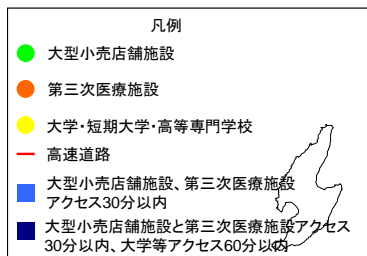 凡例
大型小売店舗施設
第三次医療施設
大学・短期大学・高等専門学校
高速道路
大型小売店舗施設、第三次医療施設
アクセス30分以内
大型小売店舗施設と第三次医療施設アクセス
30分以内、大学等アクセス60分以内